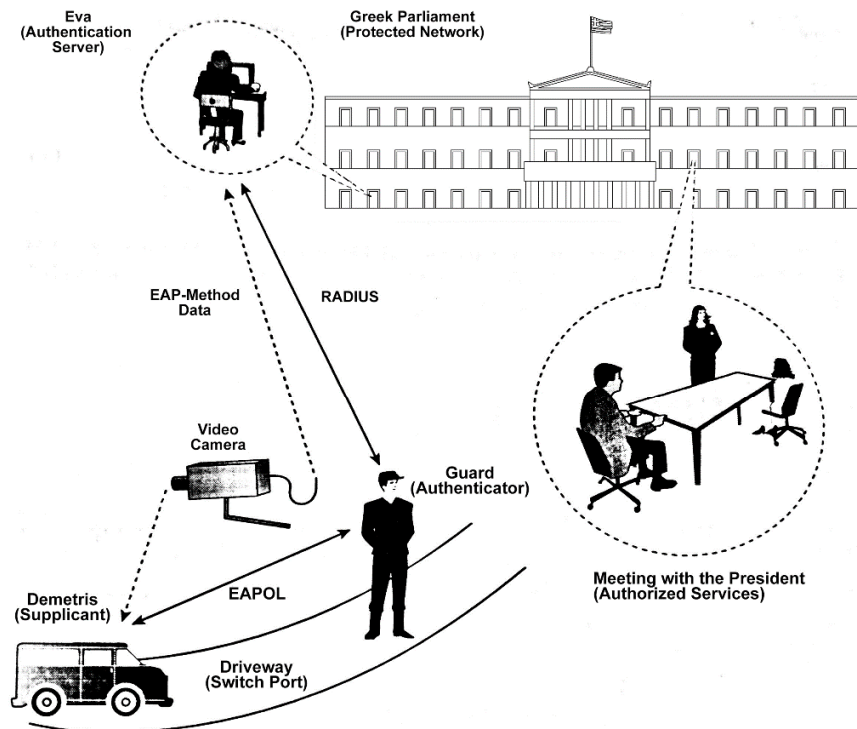 Eva
(Authentication
Server)
Greek Parliament
(Protected Network)
EAP-Method
Data
RADIUS
Video
Camera
Guard
(Authenticator)
EAPOL
Demetris
(Supplicant)
Driveway
(Switch Port)
Meeting with the President
(Authorized Services)